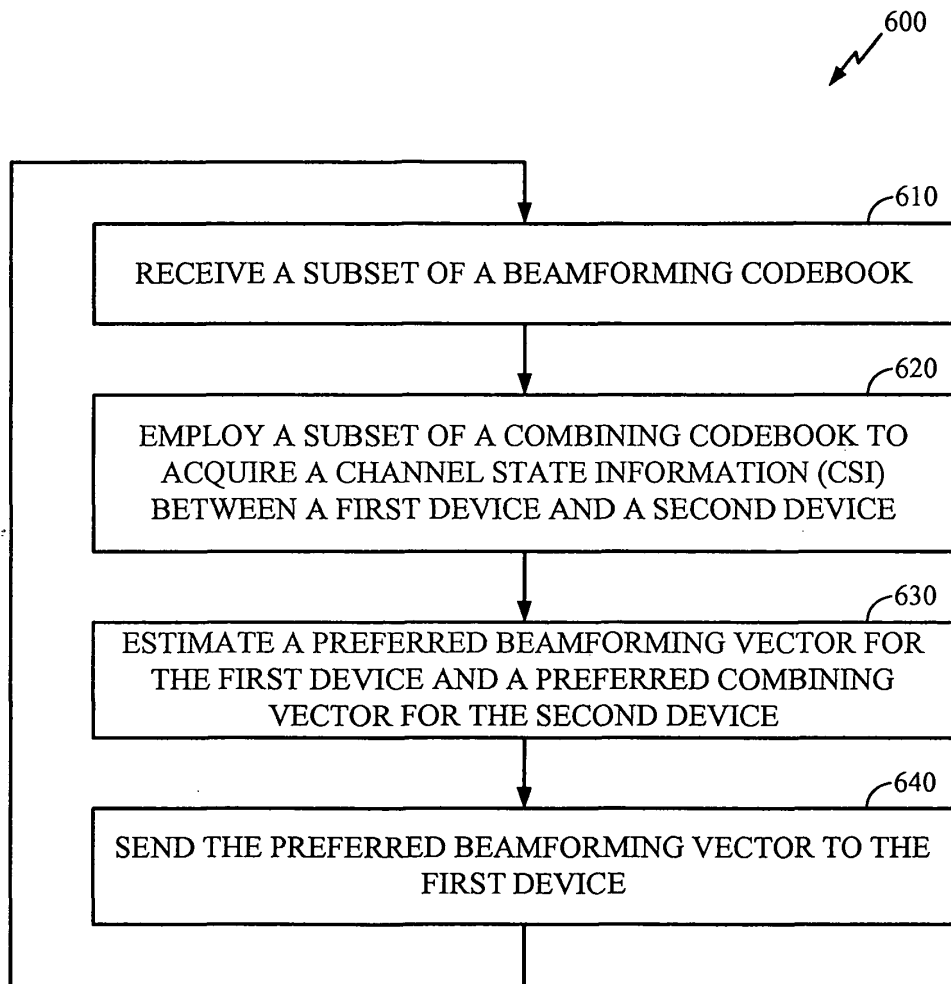 600
610
RECEIVE A SUBSET OF A BEAMFORMING CODEBOOK
620
EMPLOY A SUBSET OF A COMBINING CODEBOOK TO
ACQUIRE A CHANNEL STATE INFORMATION (CSI)
BETWEEN A FIRST DEVICE AND A SECOND DEVICE
630
ESTIMATE A PREFERRED BEAMFORMING VECTOR FOR
THE FIRST DEVICE AND A PREFERRED COMBINING
VECTOR FOR THE SECOND DEVICE
640
SEND THE PREFERRED BEAMFORMING VECTOR TO THE
FIRST DEVICE